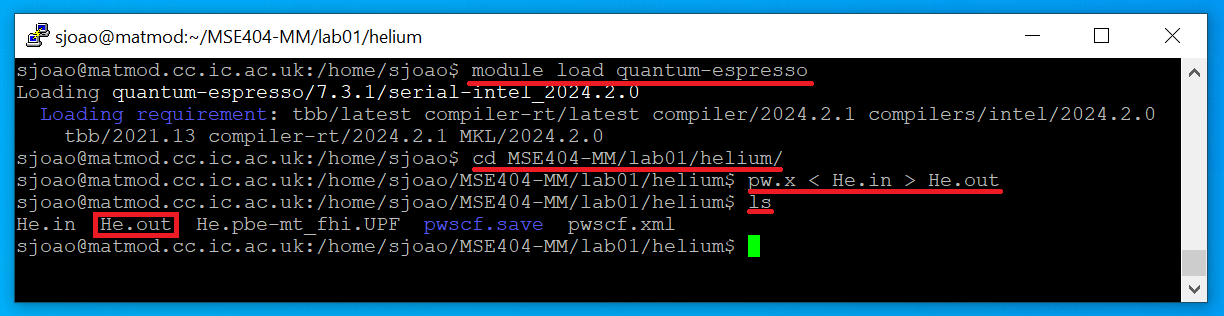 sjoao@matmod:~/MSE404-MM/lab01/helium
sjoao@matmod.cc.ic.ac.uk:/home/sjoao$ module load quantum-espresso
Loading quantum-espresso/7.3.1/serial-intel_2024.2.0
  Loading requirement: tbb/latest compiler-rt/latest compiler/2024.2.1 compilers/intel/2024.2.0
    tbb/2021.13 compiler-rt/2024.2.1 MKL/2024.2.0
sjoao@matmod.cc.ic.ac.uk:/home/sjoao$ cd MSE404-MM/lab01/helium/
sjoao@matmod.cc.ic.ac.uk:/home/sjoao/MSE404-MM/lab01/helium$ pw.x < He.in > He.out
sjoao@matmod.cc.ic.ac.uk:/home/sjoao/MSE404-MM/lab01/helium$ ls
He.in  He.out  He.pbe-mt_fhi.UPF  pwscf.save  pwscf.xml
sjoao@matmod.cc.ic.ac.uk:/home/sjoao/MSE404-MM/lab01/helium$